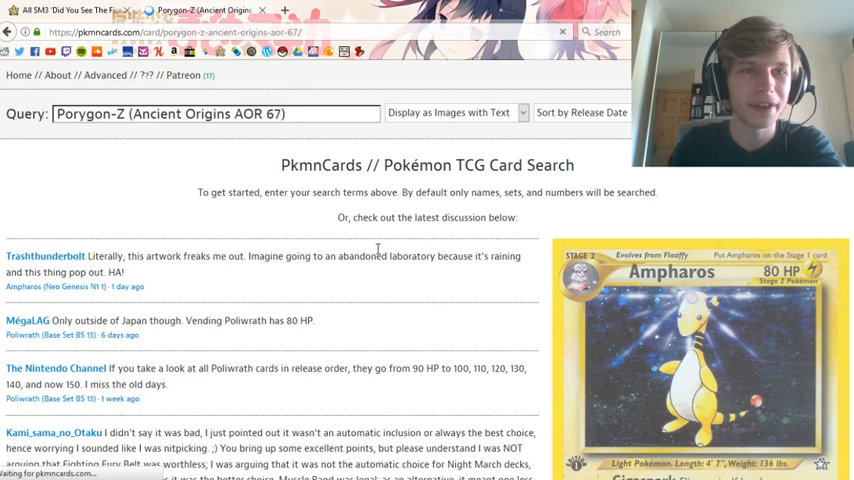 All SM3 'Did You See The F
Porygon-Z (Ancient Origins
https://pkmncards.com/card/porygon-z-ancient-origins-aor-67/
Search
Home // About // Advanced // ??? // Patreon (17)
Query: Porygon-Z (Ancient Origins AOR 67)
Display as Images with Text
Sort by Release Date
PkmnCards // Pokémon TCG Card Search
To get started, enter your search terms above. By default only names, sets, and numbers will be searched.
Or, check out the latest discussion below:
Trashthunderbolt Literally, this artwork freaks me out. Imagine going to an abandoned laboratory because it's raining
and this thing pop out. HA!
Ampharos (Neo Genesis N1 1) · 1 day ago
MégaLAG Only outside of Japan though. Vending Poliwrath has 80 HP.
Poliwrath (Base Set BS 13) · 6 days ago
The Nintendo Channel If you take a look at all Poliwrath cards in release order, they go from 90 HP to 100, 110, 120, 130,
140, and now 150. I miss the old days.
Poliwrath (Base Set BS 13) · 1 week ago
Kami_sama_no_Otaku I didn't say it was bad, I just pointed out it wasn't an automatic inclusion or always the best choice,
hence worrying I sounded like I was nitpicking. ;) You bring up some excellent points, but please understand I was NOT
arguing that Fighting Fury Belt was worthless; I was arguing that it was not the automatic choice for Night March decks,
Waiting for pkmncards.com...
STAGE 2
Evolves from Flaaffy
Put Ampharos on the Stage 1 card
Ampharos
80 HP
Stage 2 Pokémon
Light Pokémon. Length: 4' 7", Weight: 136 lbs.